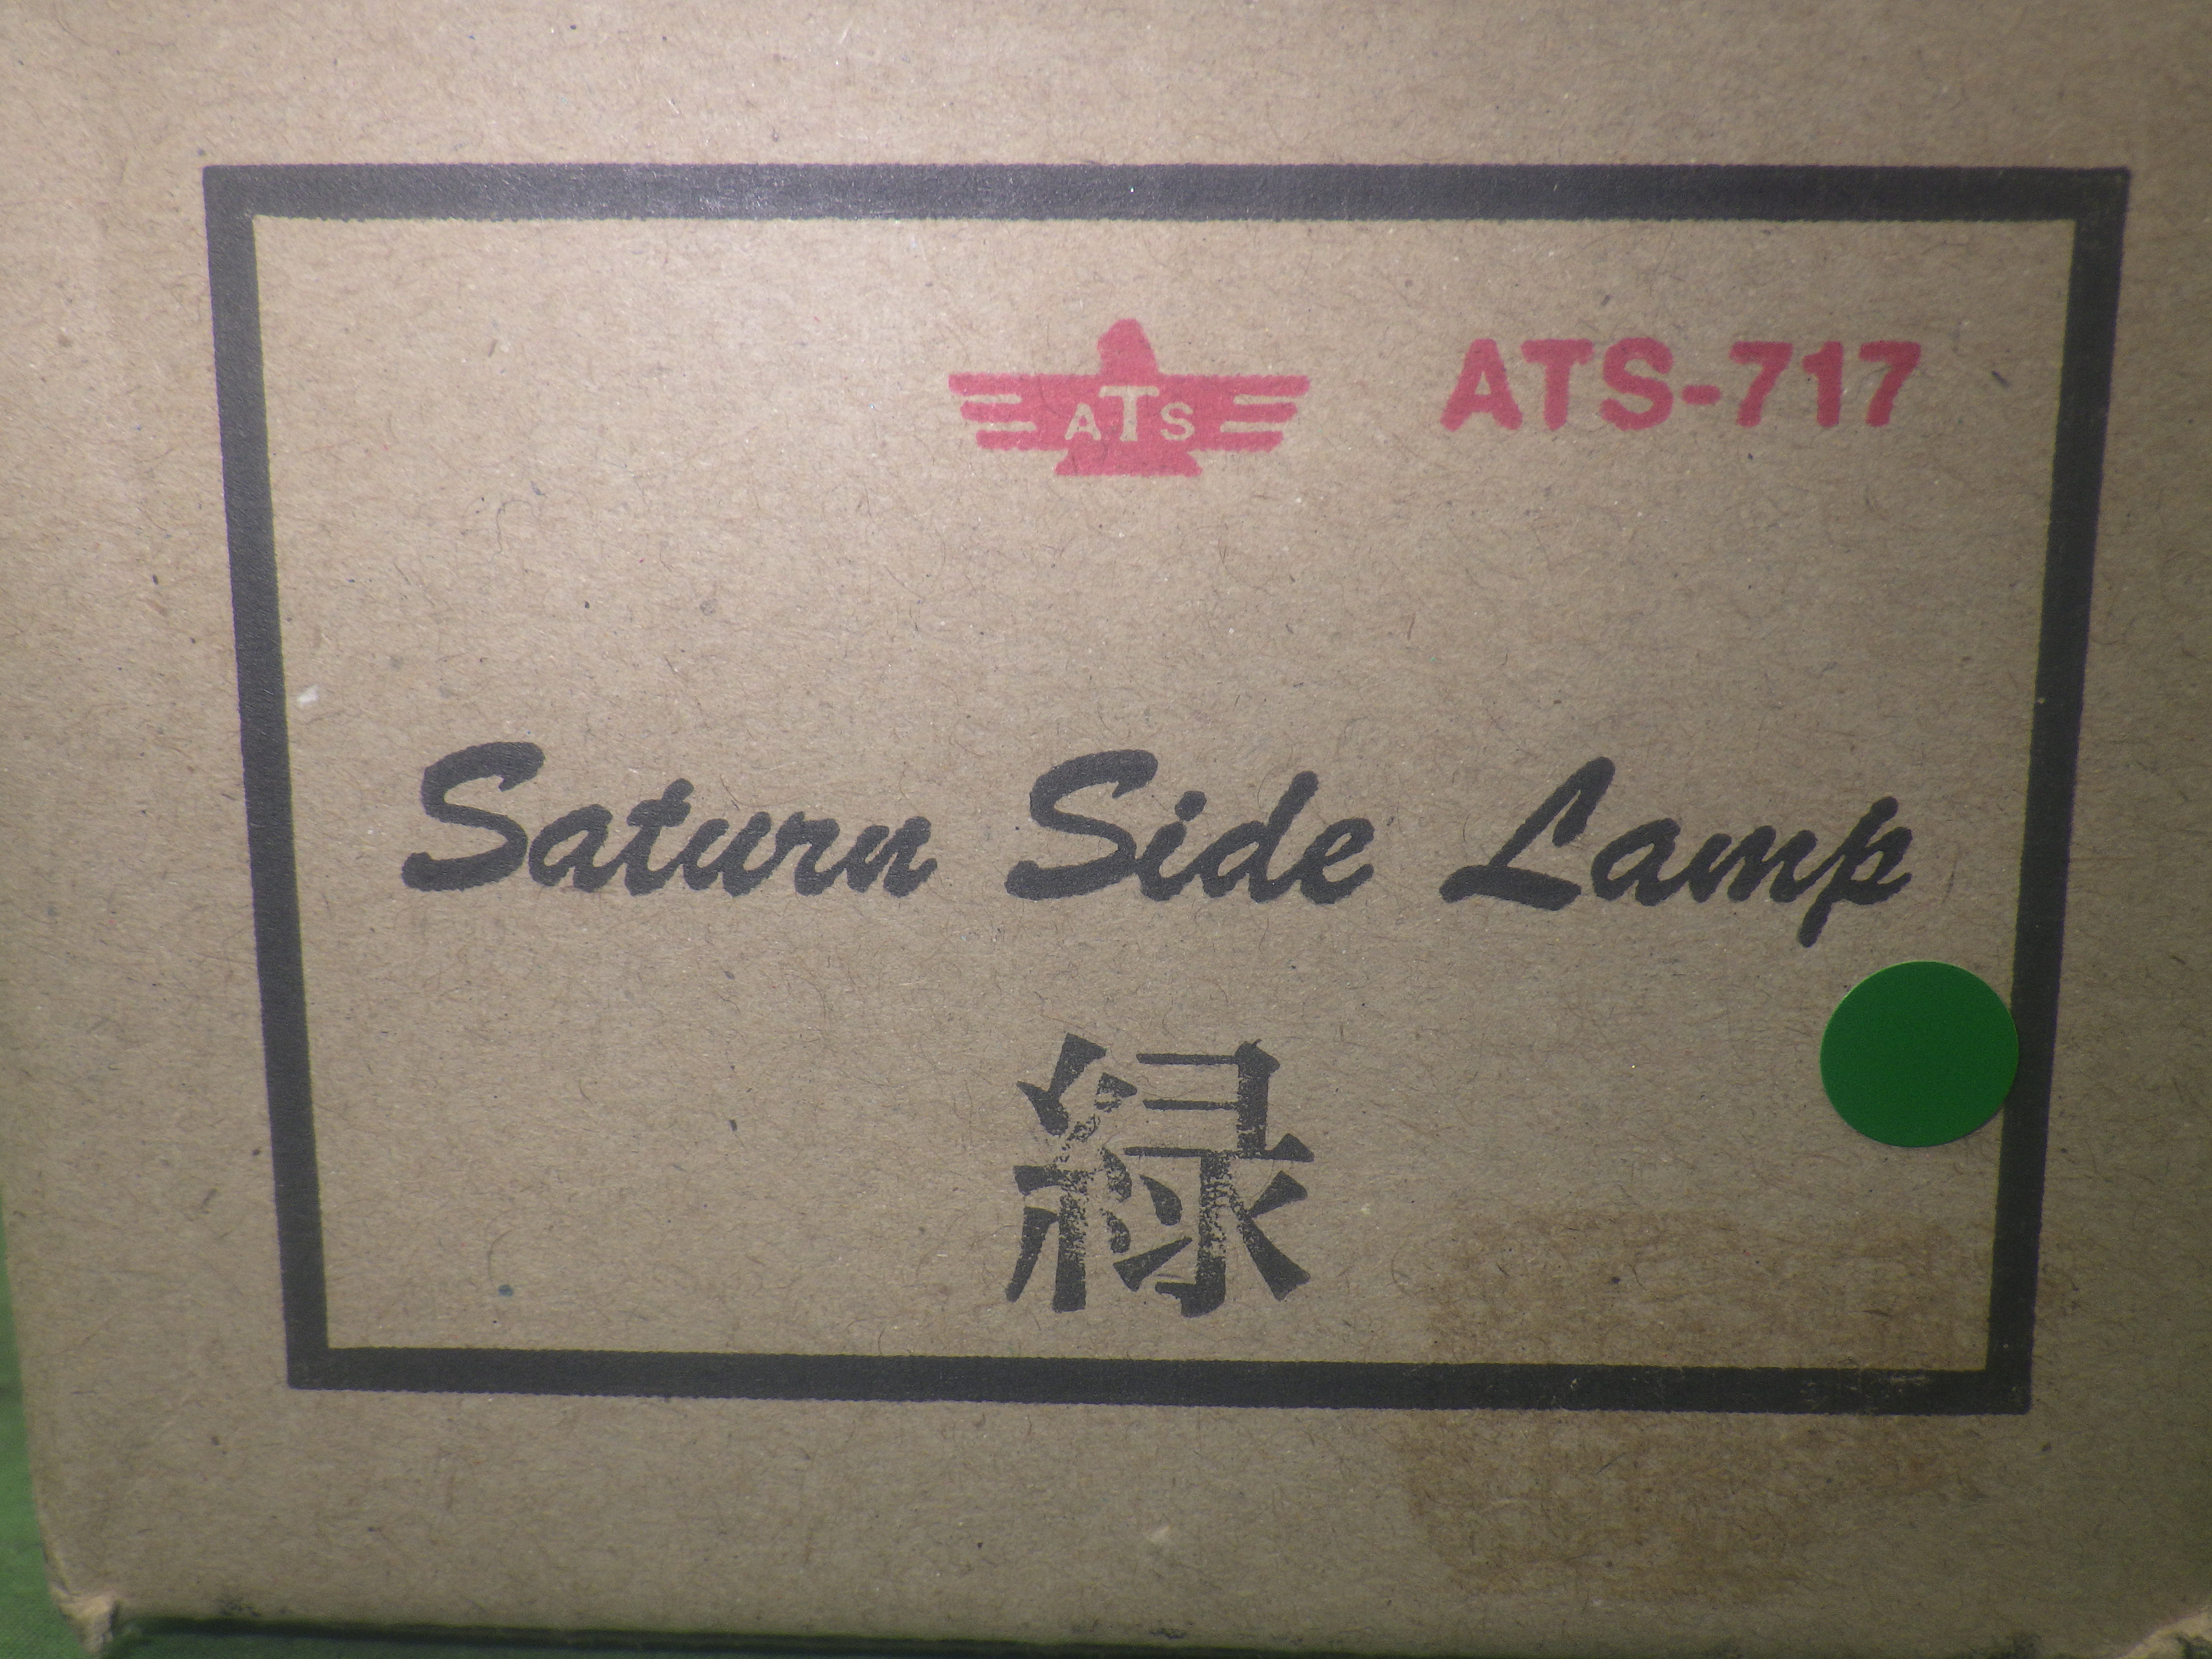 ATS ATS-717
Saturn Side Lamp
緑